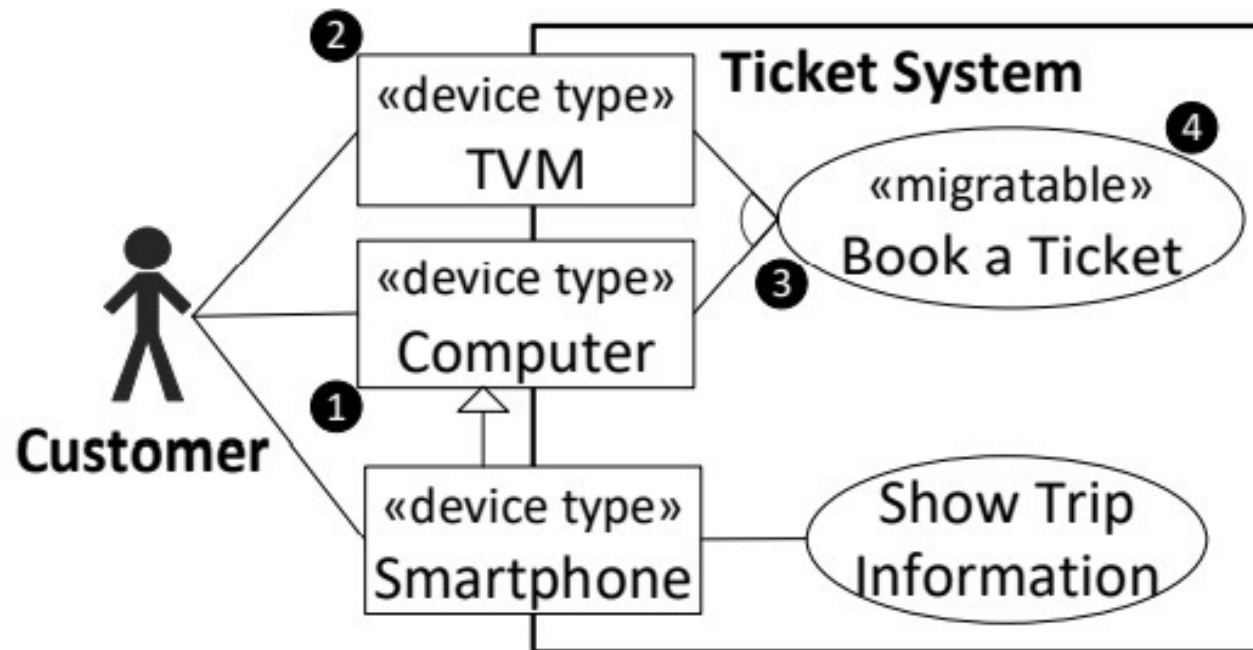 2
Ticket System
«device type»
TVM
4
«migratable»
Book a Ticket
3
«device type»
Computer
1
Customer
«device type»
Smartphone
Show Trip
Information